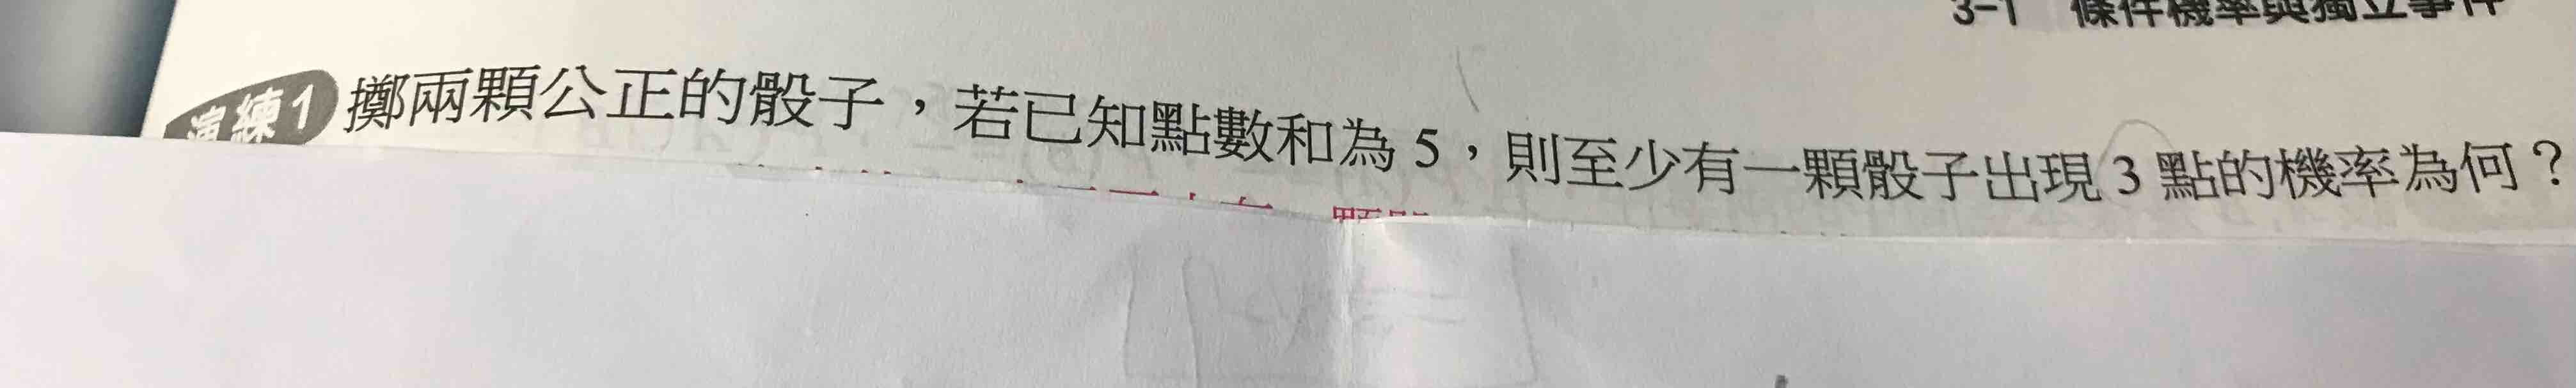 3-1 條件機率與獨立事件
演練1 擲兩顆公正的骰子，若已知點數和為 5，則至少有一顆骰子出現 3 點的機率為何？